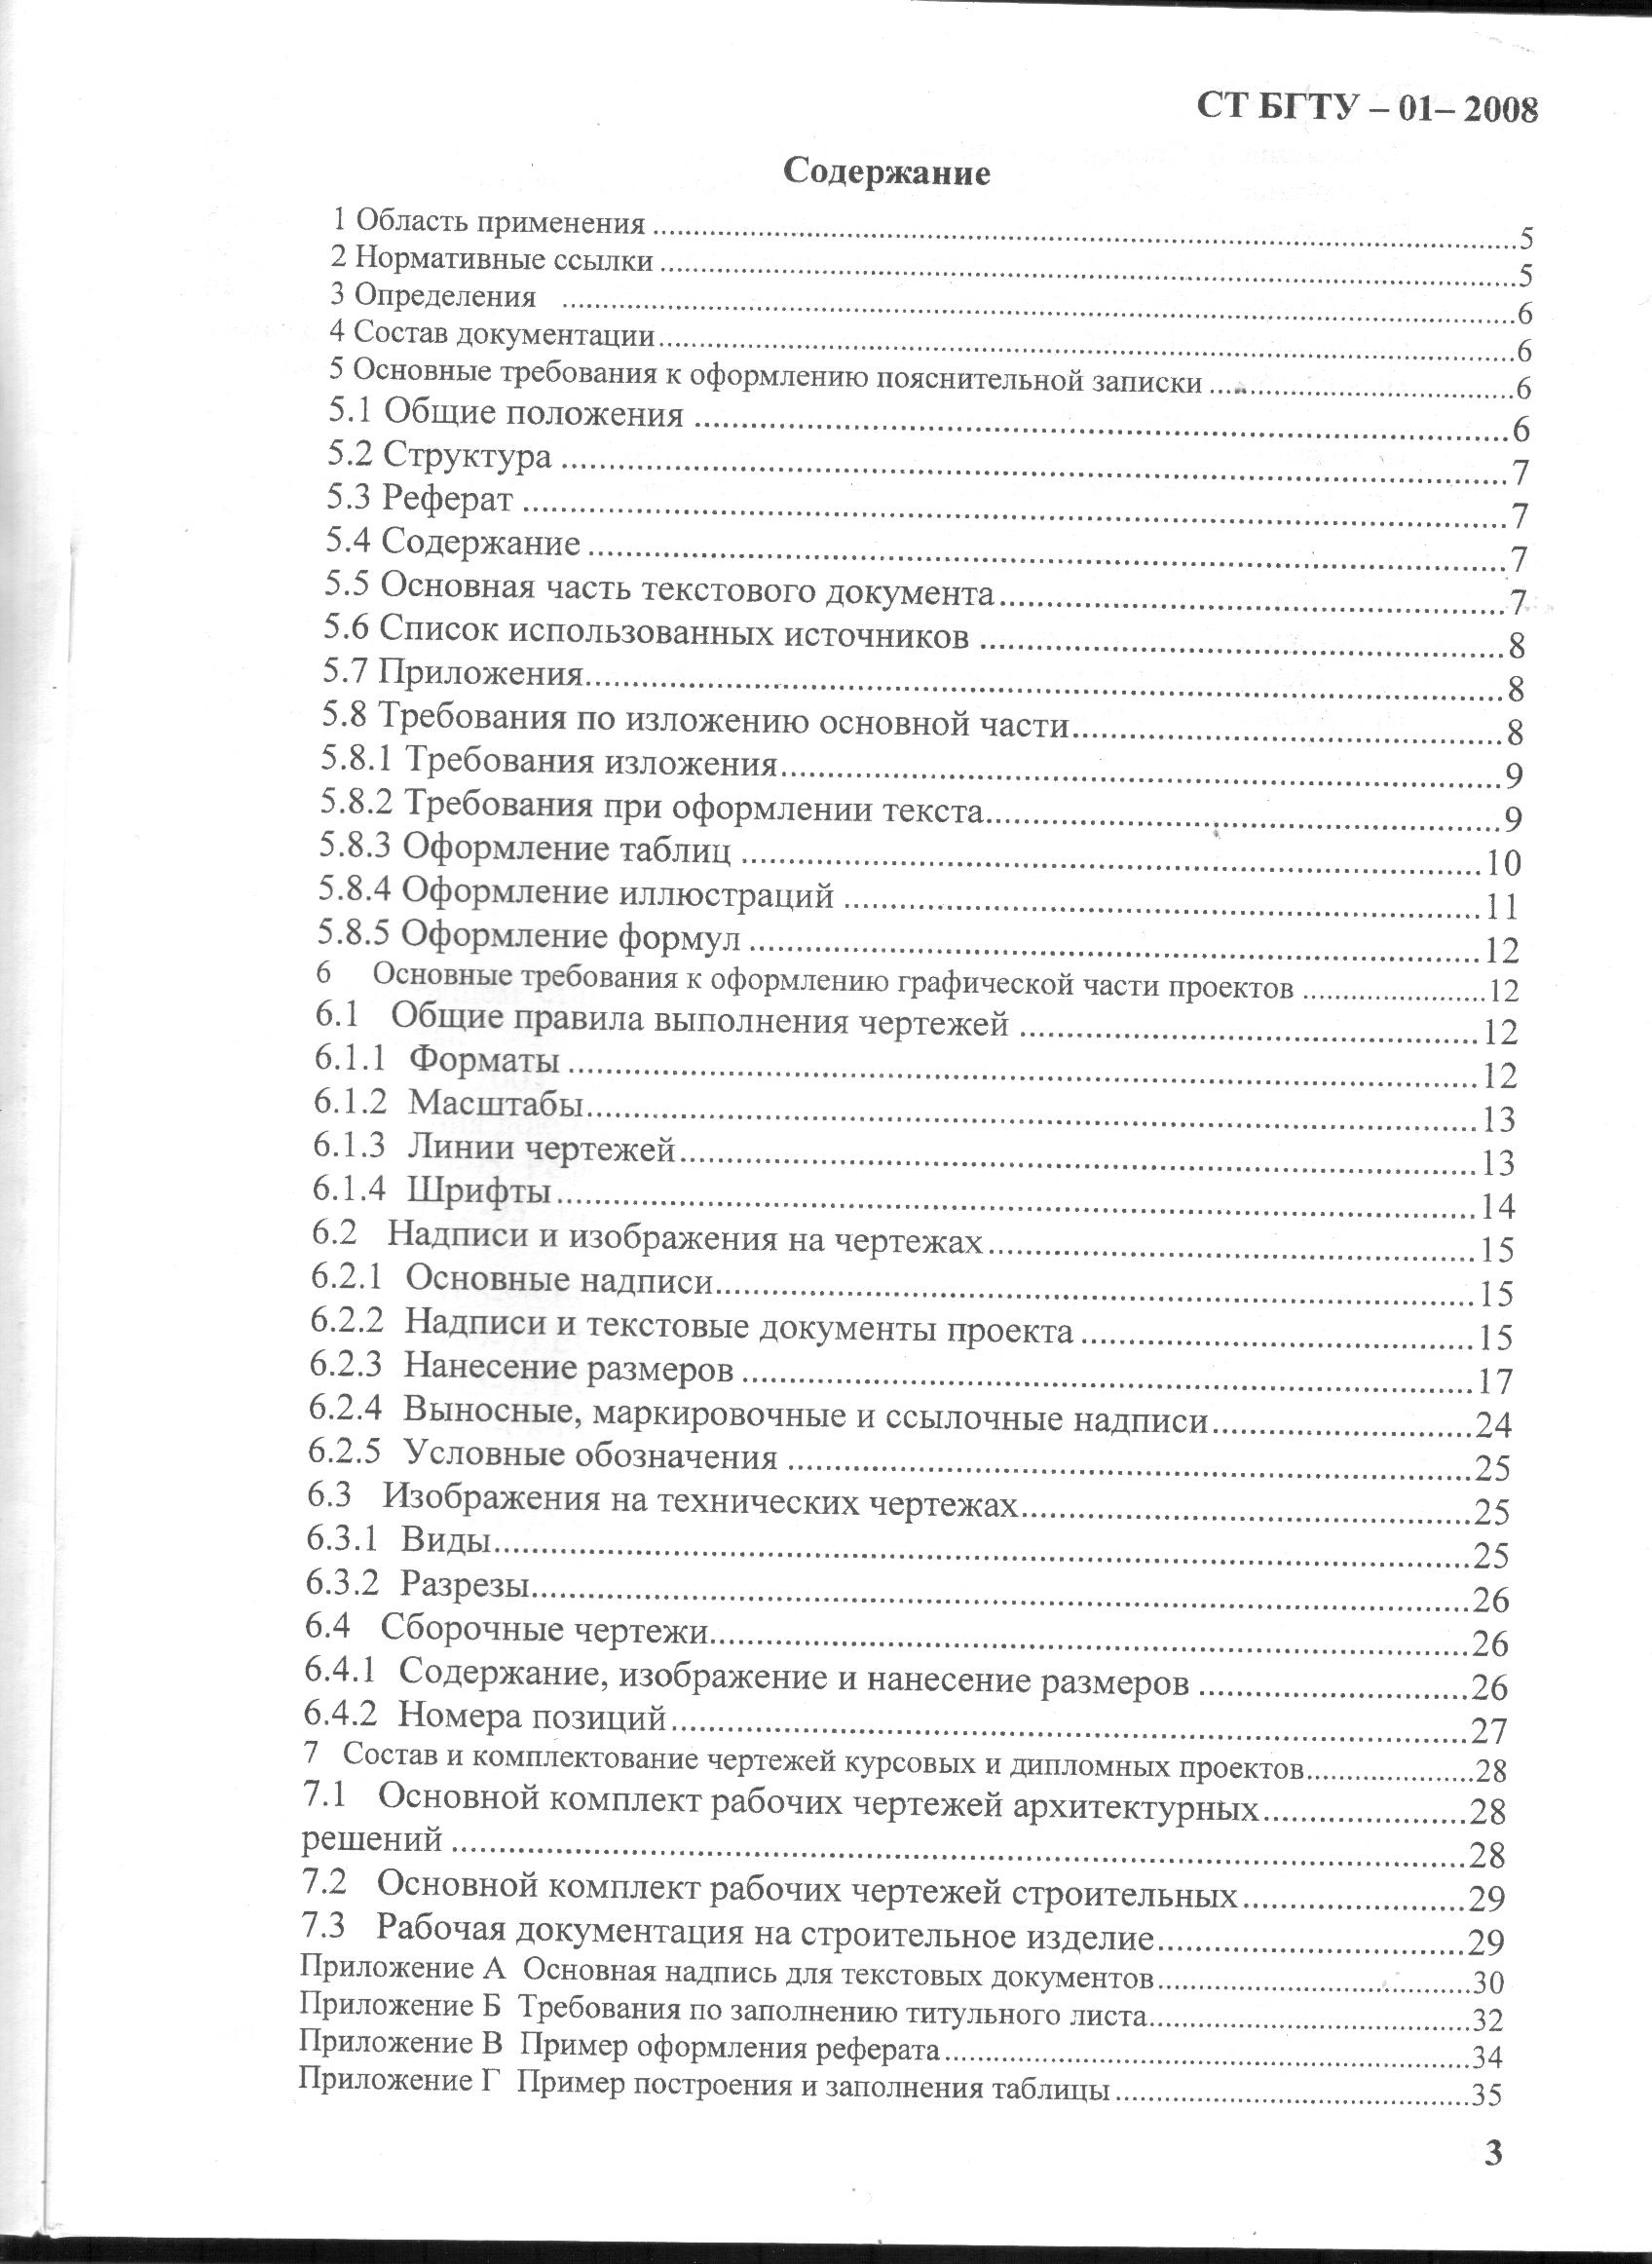 СТ БГТУ – 01– 2008
Содержание
1 Область применения ........ 5
2 Нормативные ссылки ........ 5
3 Определения ........ 6
4 Состав документации ........ 6
5 Основные требования к оформлению пояснительной записки ........ 6
5.1 Общие положения ........ 6
5.2 Структура ........ 7
5.3 Реферат ........ 7
5.4 Содержание ........ 7
5.5 Основная часть текстового документа ........ 7
5.6 Список использованных источников ........ 8
5.7 Приложения ........ 8
5.8 Требования по изложению основной части ........ 8
5.8.1 Требования изложения ........ 9
5.8.2 Требования при оформлении текста ........ 9
5.8.3 Оформление таблиц ........ 10
5.8.4 Оформление иллюстраций ........ 11
5.8.5 Оформление формул ........ 12
6 Основные требования к оформлению графической части проектов ........ 12
6.1 Общие правила выполнения чертежей ........ 12
6.1.1 Форматы ........ 12
6.1.2 Масштабы ........ 13
6.1.3 Линии чертежей ........ 13
6.1.4 Шрифты ........ 14
6.2 Надписи и изображения на чертежах ........ 15
6.2.1 Основные надписи ........ 15
6.2.2 Надписи и текстовые документы проекта ........ 15
6.2.3 Нанесение размеров ........ 17
6.2.4 Выносные, маркировочные и ссылочные надписи ........ 24
6.2.5 Условные обозначения ........ 25
6.3 Изображения на технических чертежах ........ 25
6.3.1 Виды ........ 25
6.3.2 Разрезы ........ 26
6.4 Сборочные чертежи ........ 26
6.4.1 Содержание, изображение и нанесение размеров ........ 26
6.4.2 Номера позиций ........ 27
7 Состав и комплектование чертежей курсовых и дипломных проектов ........ 28
7.1 Основной комплект рабочих чертежей архитектурных ........ 28
решений ........ 28
7.2 Основной комплект рабочих чертежей строительных ........ 29
7.3 Рабочая документация на строительное изделие ........ 29
Приложение А Основная надпись для текстовых документов ........ 30
Приложение Б Требования по заполнению титульного листа ........ 32
Приложение В Пример оформления реферата ........ 34
Приложение Г Пример построения и заполнения таблицы ........ 35
3